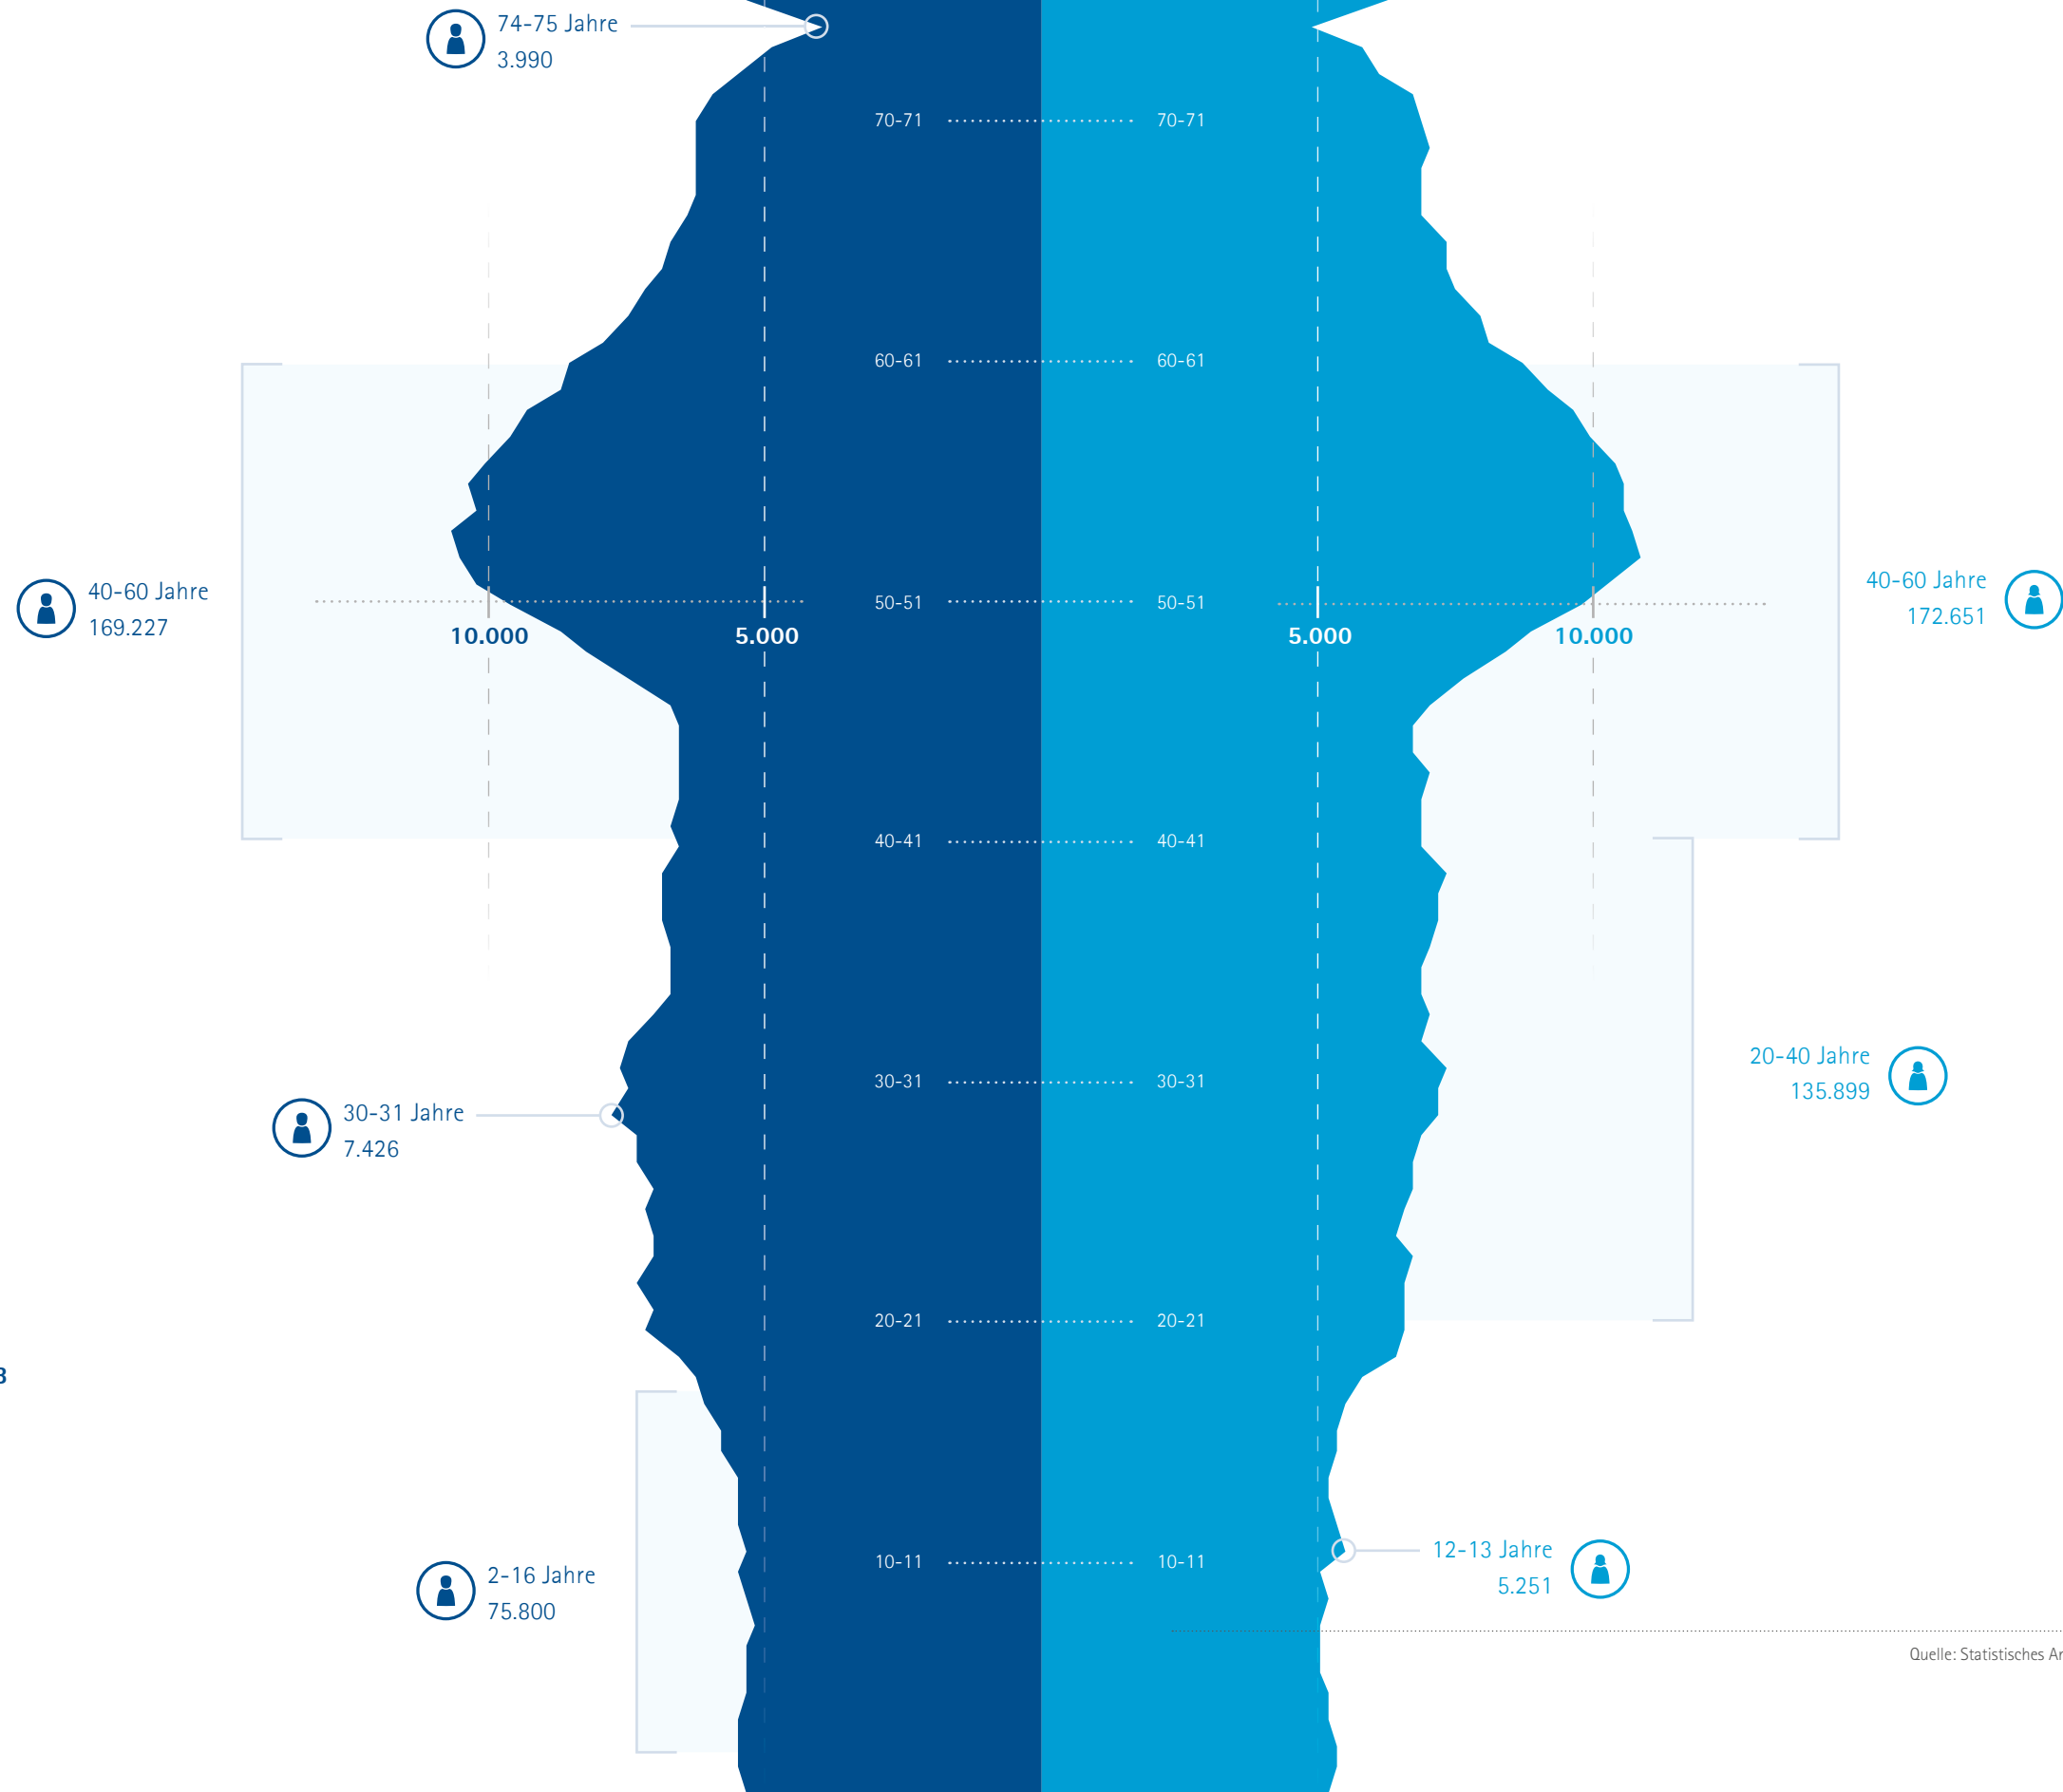 74-75 Jahre
3.990
70-71 70-71
60-61 60-61
40-60 Jahre
169.227
50-51 50-51
10.000 5.000 5.000 10.000
40-60 Jahre
172.651
40-41 40-41
20-40 Jahre
135.899
30-31 30-31
30-31 Jahre
7.426
20-21 20-21
10-11 10-11
12-13 Jahre
5.251
2-16 Jahre
75.800
Quelle: Statistisches